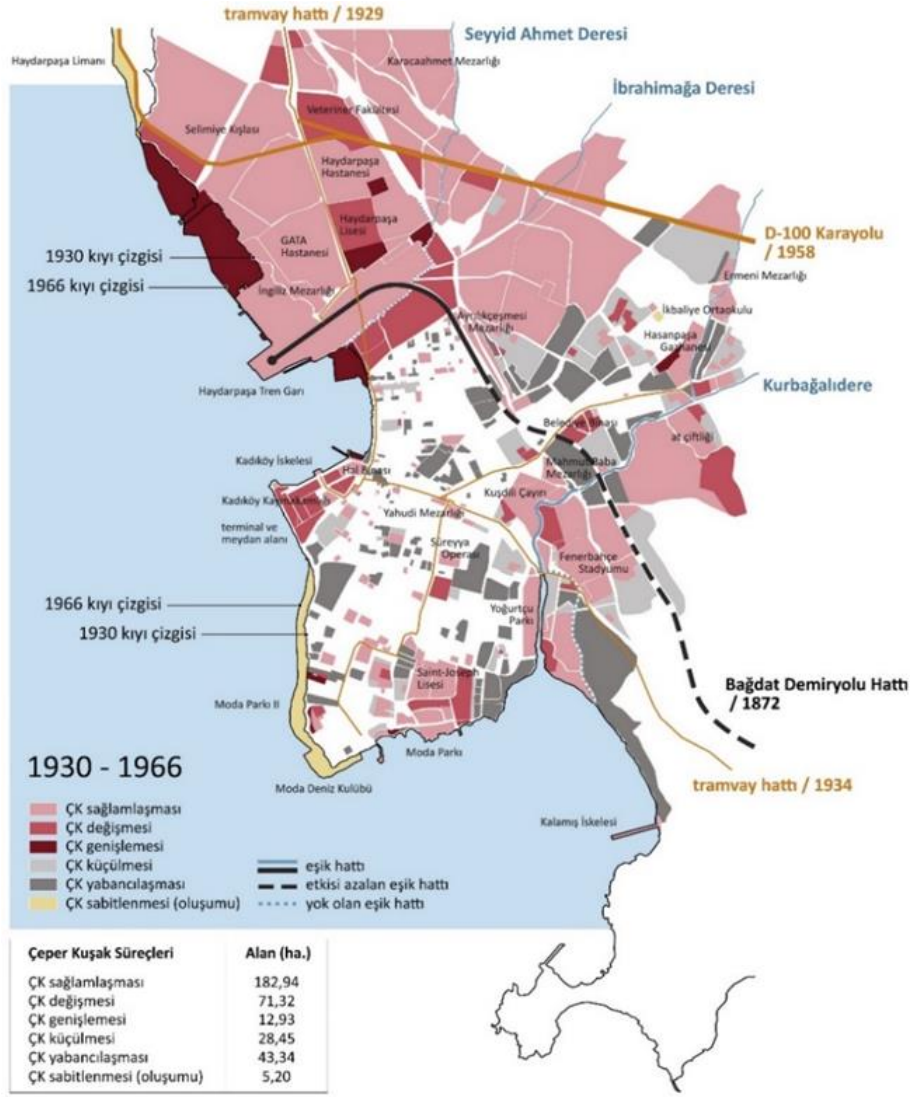 tramvay hattı / 1929
Seyyid Ahmet Deresi
Haydarpaşa Limanı
Karacaahmet Mezarlığı
İbrahimağa Deresi
Veteriner Fakültesi
Selimiye Kışlası
Haydarpaşa
Hastanesi
Haydarpaşa
Lisesi
D-100 Karayolu
/ 1958
GATA
Hastanesi
1930 kıyı çizgisi
Ermeni Mezarlığı
1966 kıyı çizgisi
İngiliz Mezarlığı
İkbaliye Ortaokulu
Ayrılıkçeşmesi
Mezarlığı
Hasanpaşa
Gazhanesi
Haydarpaşa Tren Garı
Kurbağalıdere
Belediye Binası
at çiftliği
Kadıköy İskelesi
Hal Binası
Mahmut Baba
Mezarlığı
Kuşdili Çayırı
Kadıköy
Yahudi Mezarlığı
terminal ve
meydan alanı
Süreyya
Operası
Fenerbahçe
Stadyumu
1966 kıyı çizgisi
Yoğurtçu
Parkı
1930 kıyı çizgisi
Saint-Joseph
Lisesi
Bağdat Demiryolu Hattı
/ 1872
Moda Parkı II
Moda Parkı
1930 - 1966
Moda Deniz Kulübü
tramvay hattı / 1934
Kalamış İskelesi
ÇK sağlamlaşması
ÇK değişmesi
ÇK genişlemesi
ÇK küçülmesi
ÇK yabancılaşması
ÇK sabitlenmesi (oluşumu)
eşik hattı
etkisi azalan eşik hattı
yok olan eşik hattı
Çeper Kuşak Süreçleri Alan (ha.)
ÇK sağlamlaşması 182,94
ÇK değişmesi 71,32
ÇK genişlemesi 12,93
ÇK küçülmesi 28,45
ÇK yabancılaşması 43,34
ÇK sabitlenmesi (oluşumu) 5,20